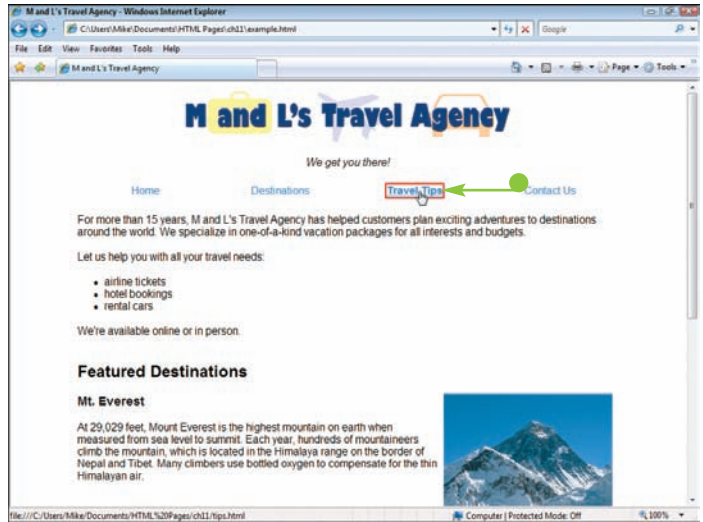 M and L's Travel Agency - Windows Internet Explorer
C:\Users\Mike\Documents\HTML Pages\ch11\example.html
Google
File Edit View Favorites Tools Help
M and L's Travel Agency
Page Tools
M and L's Travel Agency
We get you there!
Home Destinations Travel Tips Contact Us
For more than 15 years, M and L's Travel Agency has helped customers plan exciting adventures to destinations
around the world. We specialize in one-of-a-kind vacation packages for all interests and budgets.
Let us help you with all your travel needs:
• airline tickets
• hotel bookings
• rental cars
We're available online or in person.
Featured Destinations
Mt. Everest
At 29,029 feet, Mount Everest is the highest mountain on earth when
measured from sea level to summit. Each year, hundreds of mountaineers
climb the mountain, which is located in the Himalaya range on the border of
Nepal and Tibet. Many climbers use bottled oxygen to compensate for the thin
Himalayan air.
file:///C:/Users/Mike/Documents/HTML%20Pages/ch11/tips.html Computer | Protected Mode: Off 100%